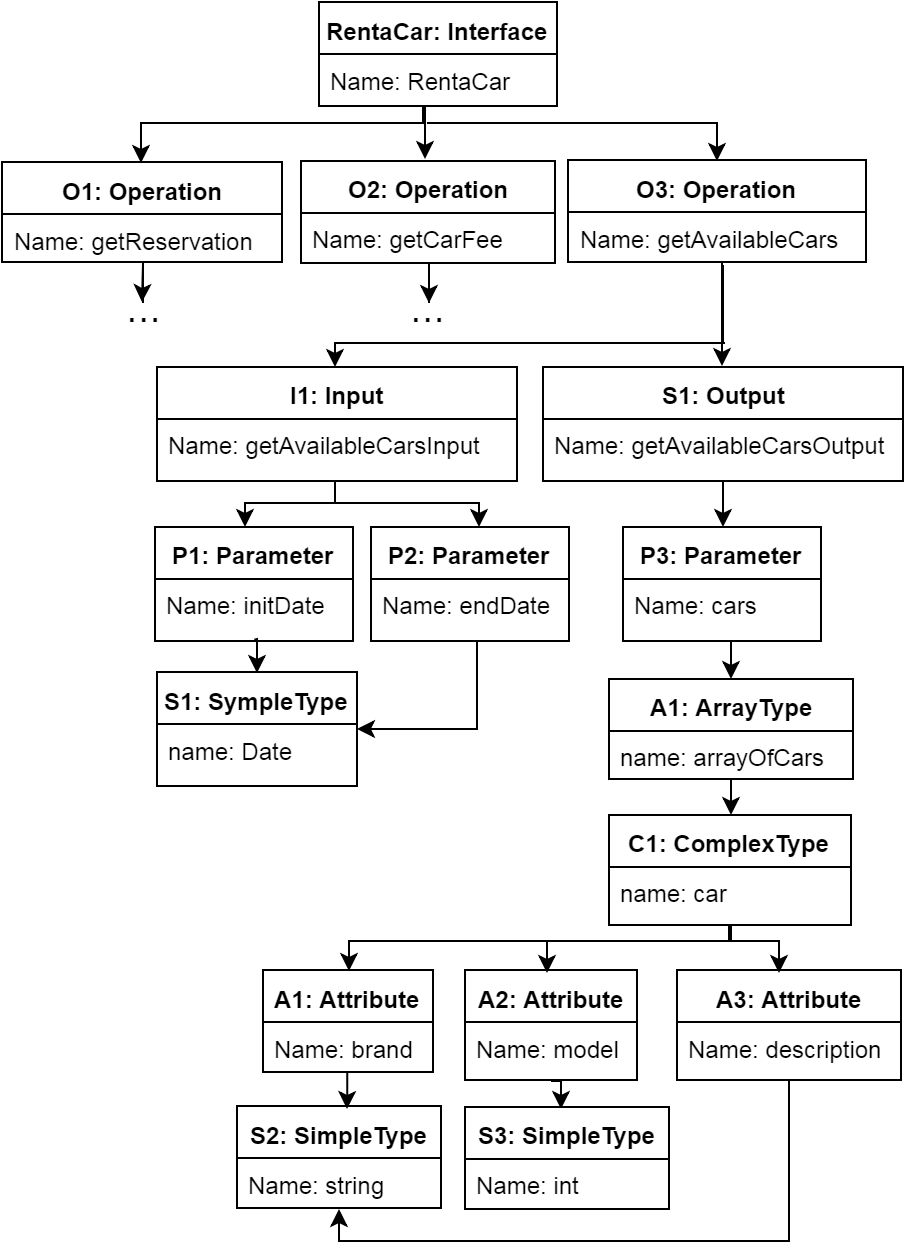 RentaCar: Interface
Name: RentaCar
O1: Operation
Name: getReservation
O2: Operation
Name: getCarFee
O3: Operation
Name: getAvailableCars
...
...
I1: Input
Name: getAvailableCarsInput
S1: Output
Name: getAvailableCarsOutput
P1: Parameter
Name: initDate
P2: Parameter
Name: endDate
P3: Parameter
Name: cars
S1: SympleType
name: Date
A1: ArrayType
name: arrayOfCars
C1: ComplexType
name: car
A1: Attribute
Name: brand
A2: Attribute
Name: model
A3: Attribute
Name: description
S2: SimpleType
Name: string
S3: SimpleType
Name: int